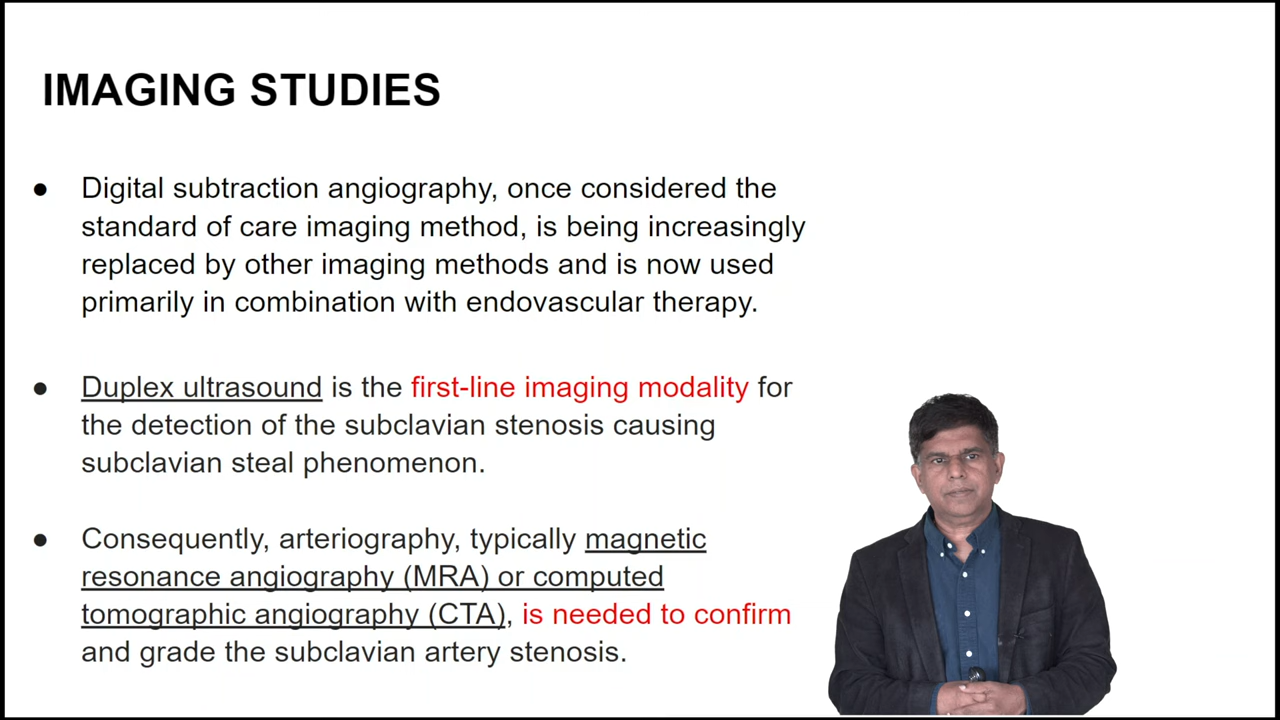 IMAGING STUDIES
● Digital subtraction angiography, once considered the
standard of care imaging method, is being increasingly
replaced by other imaging methods and is now used
primarily in combination with endovascular therapy.
● Duplex ultrasound is the first-line imaging modality for
the detection of the subclavian stenosis causing
subclavian steal phenomenon.
● Consequently, arteriography, typically magnetic
resonance angiography (MRA) or computed
tomographic angiography (CTA), is needed to confirm
and grade the subclavian artery stenosis.